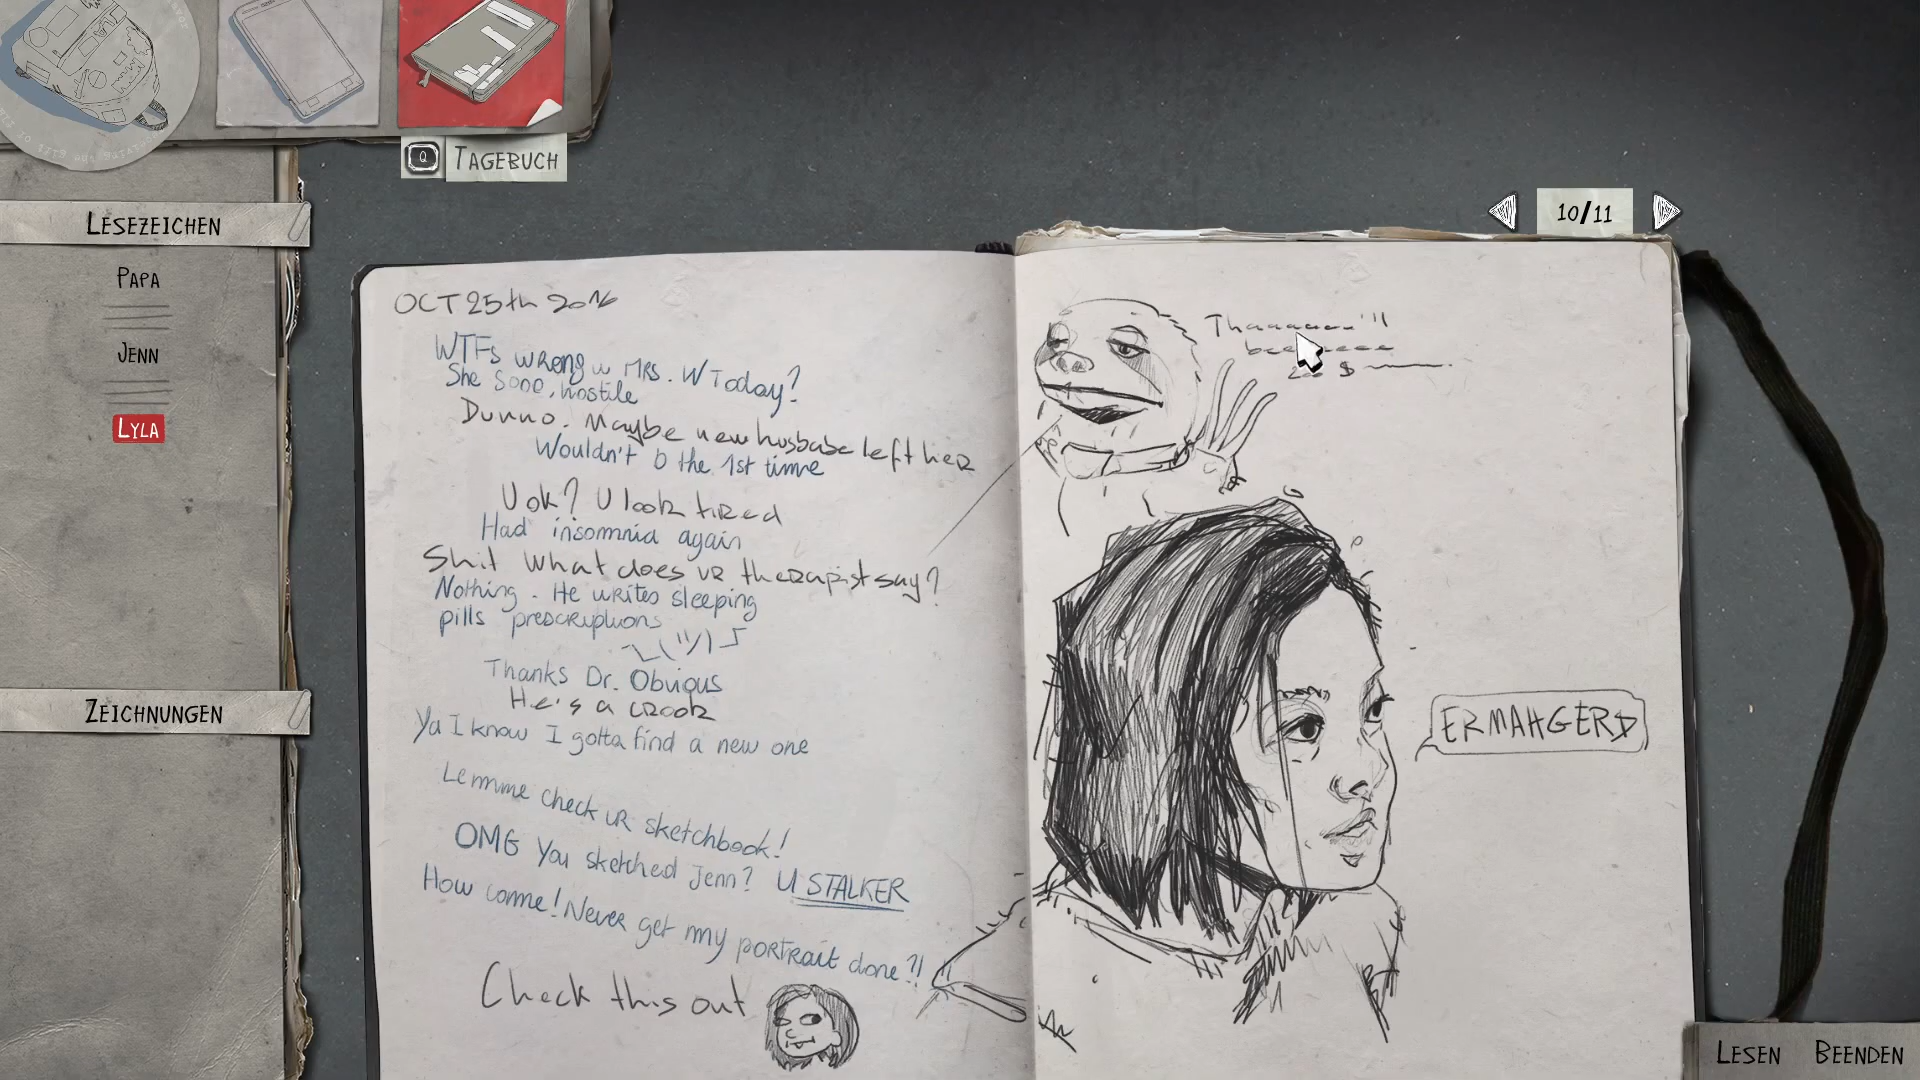 TAGEBUCH
Q
LESEZEICHEN
PAPA
JENN
LYLA
ZEICHNUNGEN
10/11
OCT 25th 2016
WTFs wrong w MRS. W Today?
She Sooo, hostile
Dunno. Maybe new husbabe left her
Wouldn't b the 1st time
U ok? U look tired
Had insomnia again
Shit what does ur therapist say?
Nothing. He writes sleeping
pills prescriptions
Thanks Dr. Obvious
He's a crook
Ya I know I gotta find a new one
Lemme check uR sketchbook!
OMG You sketched Jenn? U STALKER
How come! Never get my portrait done?!
Check this out
Thaaaaaa'll
beeeeeee
ERMAHGERD
LESEN BEENDEN